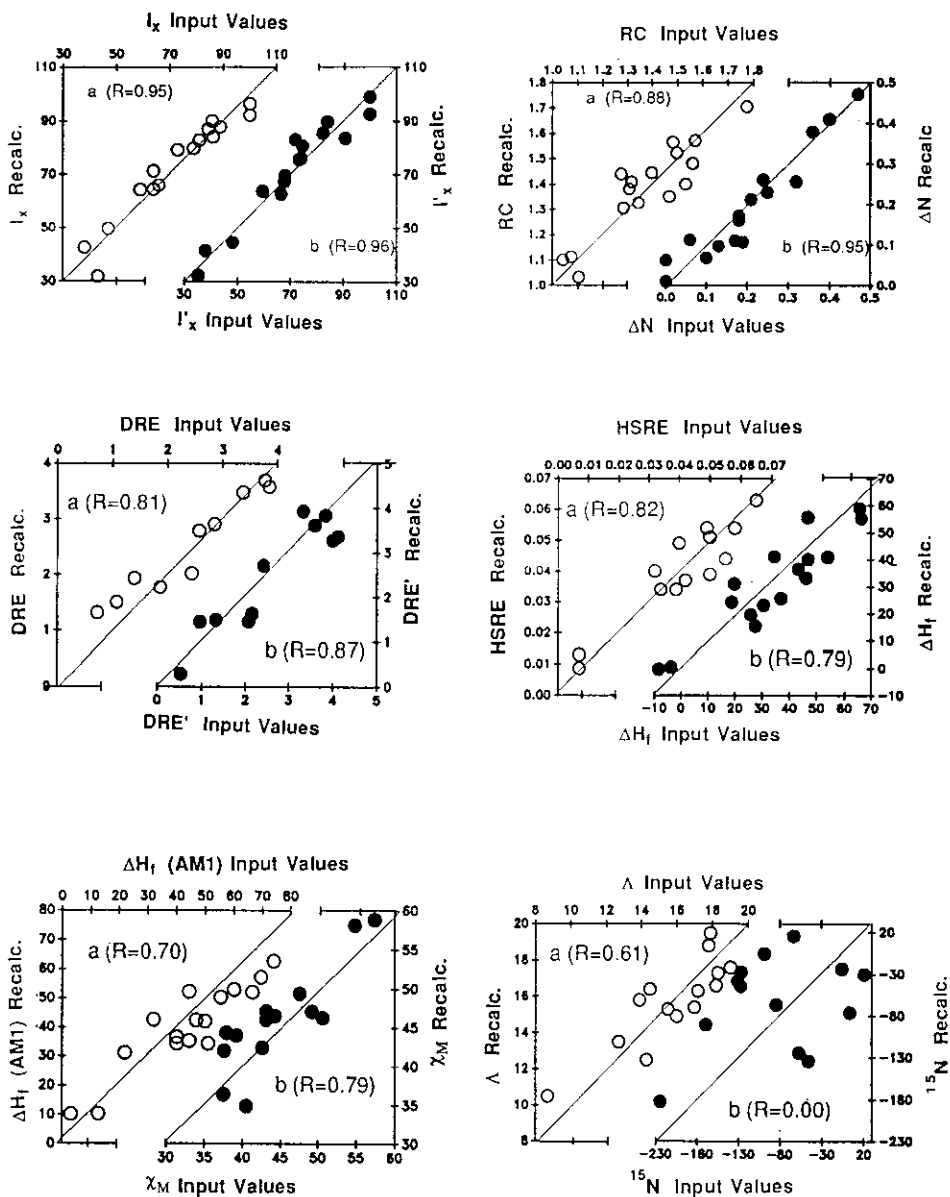 I_x Input Values
30 50 70 90 110
110 90 70 50 30
I_x Recalc.
a (R=0.95)
b (R=0.96)
110 90 70 50 30
I'_x Recalc.
30 50 70 90 110
I'_x Input Values
RC Input Values
1.0 1.1 1.2 1.3 1.4 1.5 1.6 1.7 1.8
1.8 1.7 1.6 1.5 1.4 1.3 1.2 1.1 1.0
RC Recalc.
a (R=0.88)
b (R=0.95)
0.5 0.4 0.3 0.2 0.1 0.0
ΔN Recalc
0.0 0.1 0.2 0.3 0.4 0.5
ΔN Input Values
DRE Input Values
0 1 2 3 4
4 3 2 1 0
DRE Recalc.
a (R=0.81)
b (R=0.87)
5 4 3 2 1 0
DRE' Recalc.
0 1 2 3 4 5
DRE' Input Values
HSRE Input Values
0.00 0.01 0.02 0.03 0.04 0.05 0.06 0.07
0.07 0.06 0.05 0.04 0.03 0.02 0.01 0.00
HSRE Recalc.
a (R=0.82)
b (R=0.79)
70 60 50 40 30 20 10 0 -10
ΔH_f Recalc.
-10 0 10 20 30 40 50 60 70
ΔH_f Input Values
ΔH_f (AM1) Input Values
0 10 20 30 40 50 60 70 80
80 70 60 50 40 30 20 10 0
ΔH_f (AM1) Recalc.
a (R=0.70)
b (R=0.79)
60 55 50 45 40 35 30
χ_M Recalc.
30 35 40 45 50 55 60
χ_M Input Values
Λ Input Values
8 10 12 14 16 18 20
20 18 16 14 12 10 8
Λ Recalc.
a (R=0.61)
b (R=0.00)
20 -30 -80 -130 -180 -230
¹⁵N Recalc.
-230 -180 -130 -80 -30 20
¹⁵N Input Values